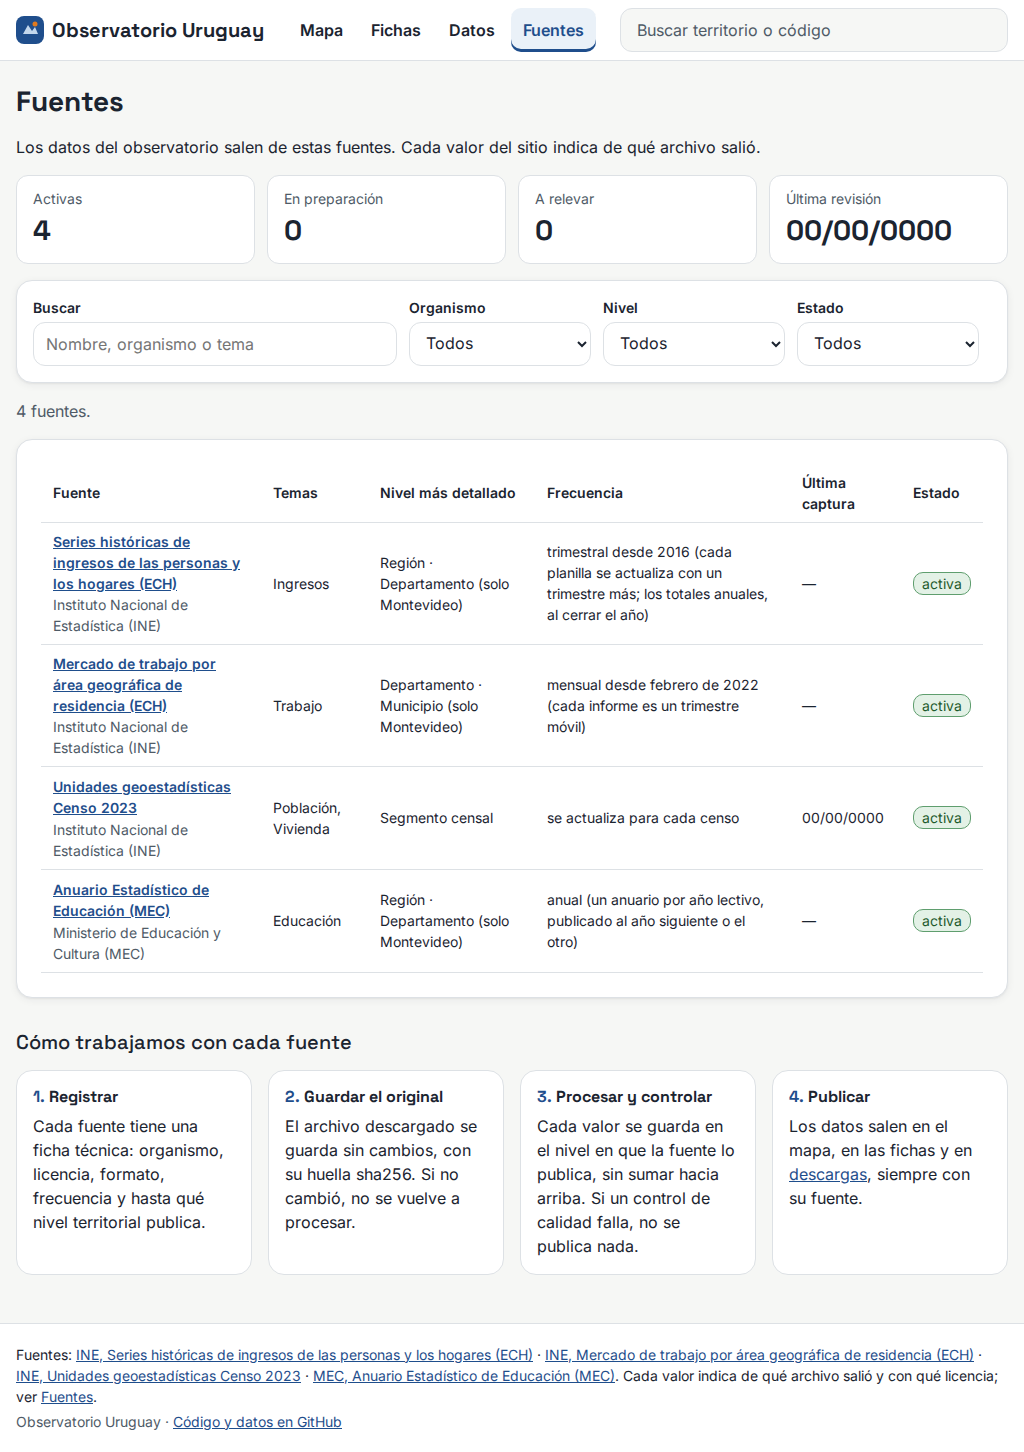 Observatorio Uruguay
Mapa
Fichas
Datos
Fuentes
Buscar territorio o código
Fuentes
Los datos del observatorio salen de estas fuentes. Cada valor del sitio indica de qué archivo salió.
Activas
4
En preparación
0
A relevar
0
Última revisión
00/00/0000
Buscar
Nombre, organismo o tema
Organismo
Todos
Nivel
Todos
Estado
Todos
4 fuentes.
Fuente
Temas
Nivel más detallado
Frecuencia
Última
captura
Estado
Series históricas de
ingresos de las personas y
los hogares (ECH)
Instituto Nacional de
Estadística (INE)
Ingresos
Región ·
Departamento (solo
Montevideo)
trimestral desde 2016 (cada
planilla se actualiza con un
trimestre más; los totales anuales,
al cerrar el año)
—
activa
Mercado de trabajo por
área geográfica de
residencia (ECH)
Instituto Nacional de
Estadística (INE)
Trabajo
Departamento ·
Municipio (solo
Montevideo)
mensual desde febrero de 2022
(cada informe es un trimestre
móvil)
—
activa
Unidades geoestadísticas
Censo 2023
Instituto Nacional de
Estadística (INE)
Población,
Vivienda
Segmento censal
se actualiza para cada censo
00/00/0000
activa
Anuario Estadístico de
Educación (MEC)
Ministerio de Educación y
Cultura (MEC)
Educación
Región ·
Departamento (solo
Montevideo)
anual (un anuario por año lectivo,
publicado al año siguiente o el
otro)
—
activa
Cómo trabajamos con cada fuente
1. Registrar
Cada fuente tiene una
ficha técnica: organismo,
licencia, formato,
frecuencia y hasta qué
nivel territorial publica.
2. Guardar el original
El archivo descargado se
guarda sin cambios, con
su huella sha256. Si no
cambió, no se vuelve a
procesar.
3. Procesar y controlar
Cada valor se guarda en
el nivel en que la fuente lo
publica, sin sumar hacia
arriba. Si un control de
calidad falla, no se
publica nada.
4. Publicar
Los datos salen en el
mapa, en las fichas y en
descargas, siempre con
su fuente.
Fuentes: INE, Series históricas de ingresos de las personas y los hogares (ECH) · INE, Mercado de trabajo por área geográfica de residencia (ECH) ·
INE, Unidades geoestadísticas Censo 2023 · MEC, Anuario Estadístico de Educación (MEC). Cada valor indica de qué archivo salió y con qué licencia;
ver Fuentes.
Observatorio Uruguay · Código y datos en GitHub